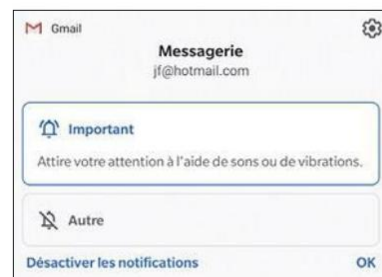 Gmail
Messagerie
jf@hotmail.com
Important
Attire votre attention à l'aide de sons ou de vibrations.
Autre
Désactiver les notifications OK